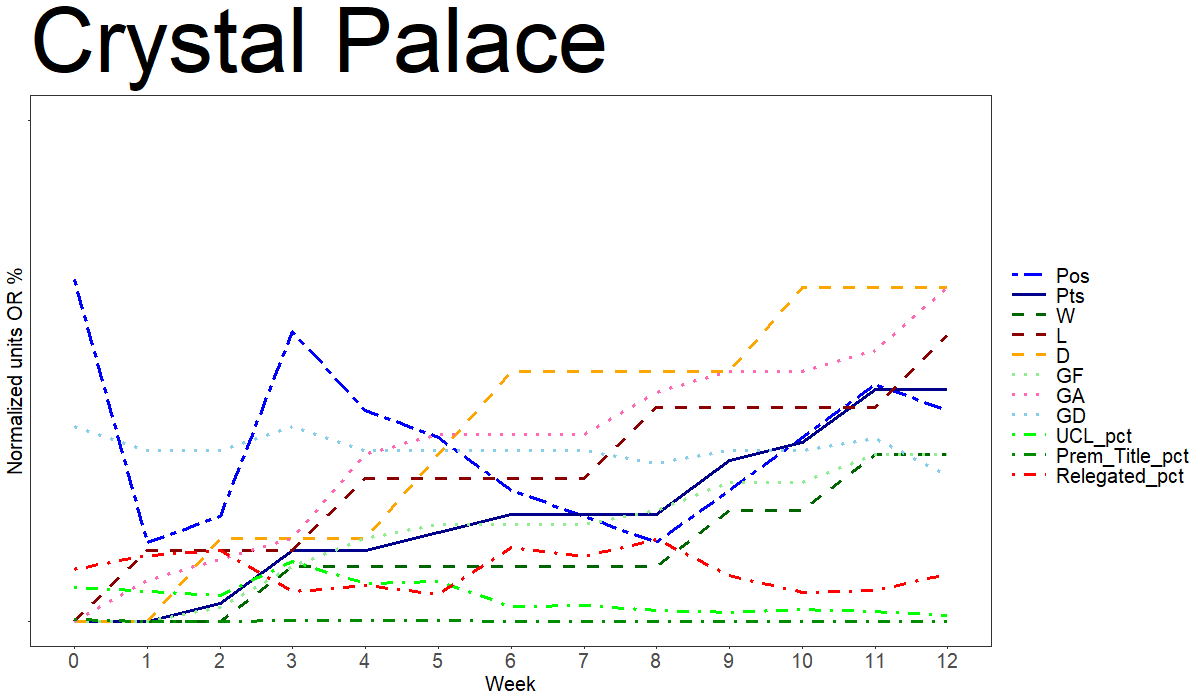 Crystal Palace
Normalized units OR %
0 1 2 3 4 5 6 7 8 9 10 11 12
Week
Pos
Pts
W
L
D
GF
GA
GD
UCL_pct
Prem_Title_pct
Relegated_pct